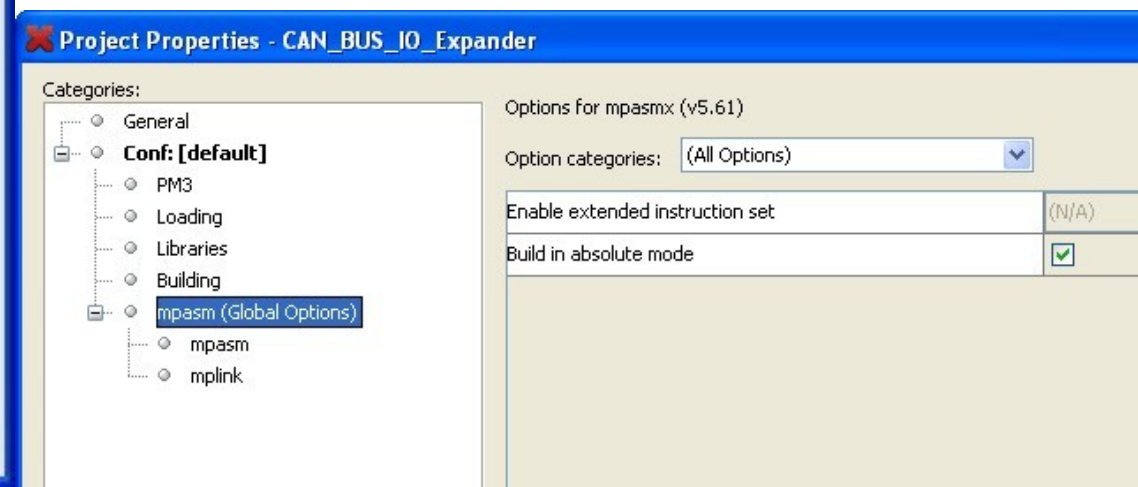 Project Properties - CAN_BUS_IO_Expander
Categories:
General
Conf: [default]
PM3
Loading
Libraries
Building
mpasm (Global Options)
mpasm
mplink
Options for mpasmx (v5.61)
Option categories: (All Options)
Enable extended instruction set (N/A)
Build in absolute mode